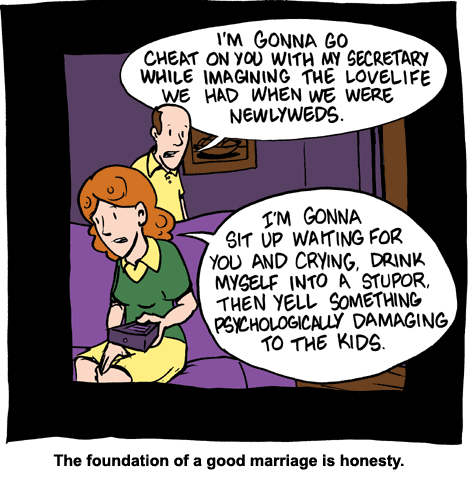 I'M GONNA GO
CHEAT ON YOU WITH MY SECRETARY
WHILE IMAGINING THE LOVELIFE
WE HAD WHEN WE WERE
NEWLYWEDS.
I'M GONNA
SIT UP WAITING FOR
YOU AND CRYING, DRINK
MYSELF INTO A STUPOR,
THEN YELL SOMETHING
PSYCHOLOGICALLY DAMAGING
TO THE KIDS.
The foundation of a good marriage is honesty.